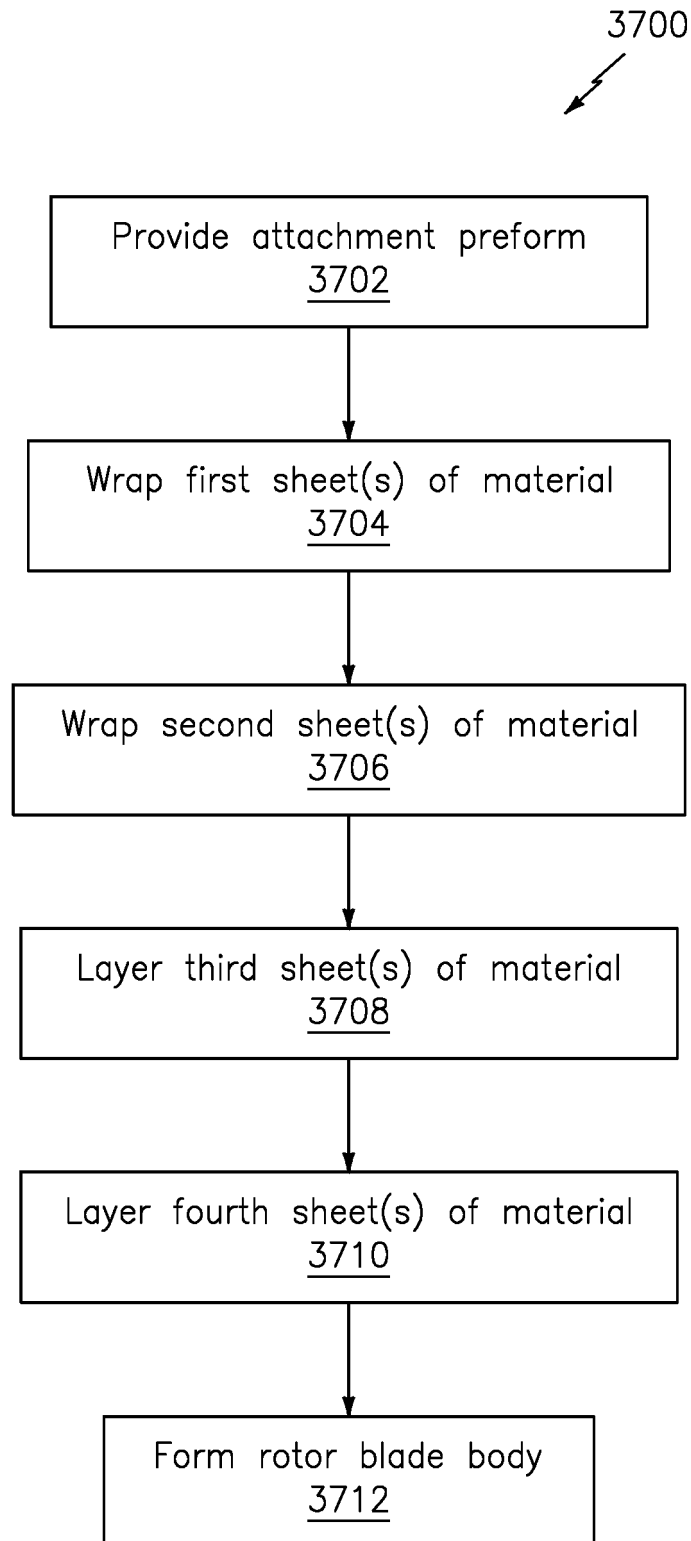 3700
Provide attachment preform
3702
Wrap first sheet(s) of material
3704
Wrap second sheet(s) of material
3706
Layer third sheet(s) of material
3708
Layer fourth sheet(s) of material
3710
Form rotor blade body
3712